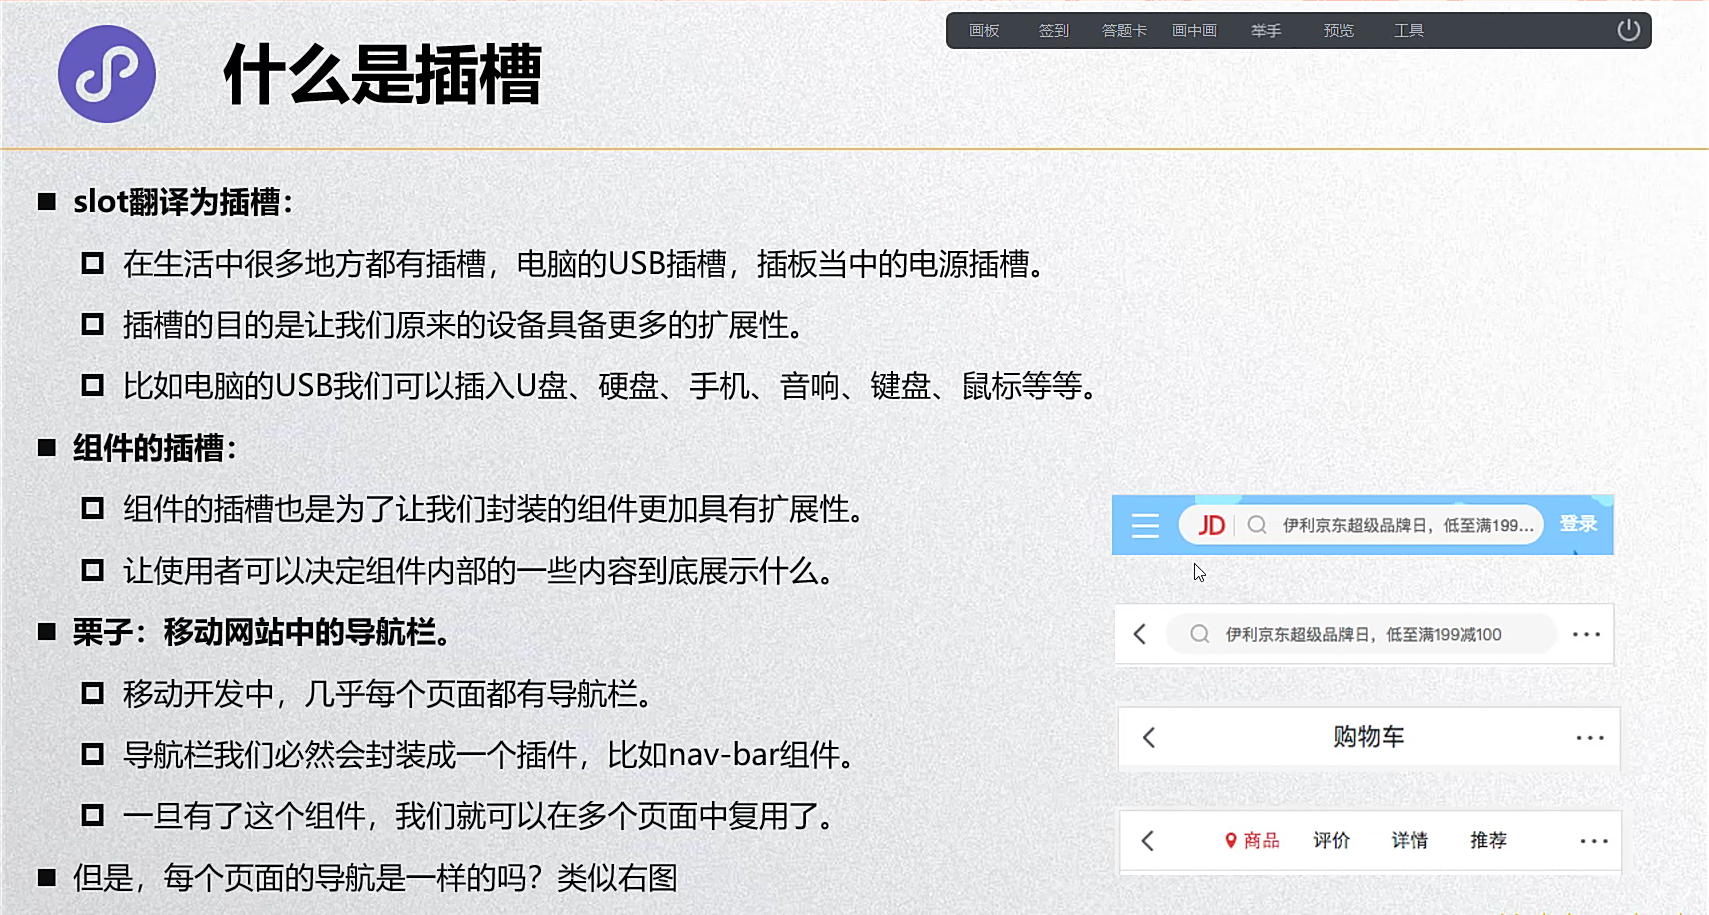 画板 签到 答题卡 画中画 举手 预览 工具
什么是插槽
slot翻译为插槽：
在生活中很多地方都有插槽，电脑的USB插槽，插板当中的电源插槽。
插槽的目的是让我们原来的设备具备更多的扩展性。
比如电脑的USB我们可以插入U盘、硬盘、手机、音响、键盘、鼠标等等。
组件的插槽：
组件的插槽也是为了让我们封装的组件更加具有扩展性。
让使用者可以决定组件内部的一些内容到底展示什么。
栗子：移动网站中的导航栏。
移动开发中，几乎每个页面都有导航栏。
导航栏我们必然会封装成一个插件，比如nav-bar组件。
一旦有了这个组件，我们就可以在多个页面中复用了。
但是，每个页面的导航是一样的吗？类似右图
JD 伊利京东超级品牌日，低至满199... 登录
伊利京东超级品牌日，低至满199减100
购物车
商品 评价 详情 推荐